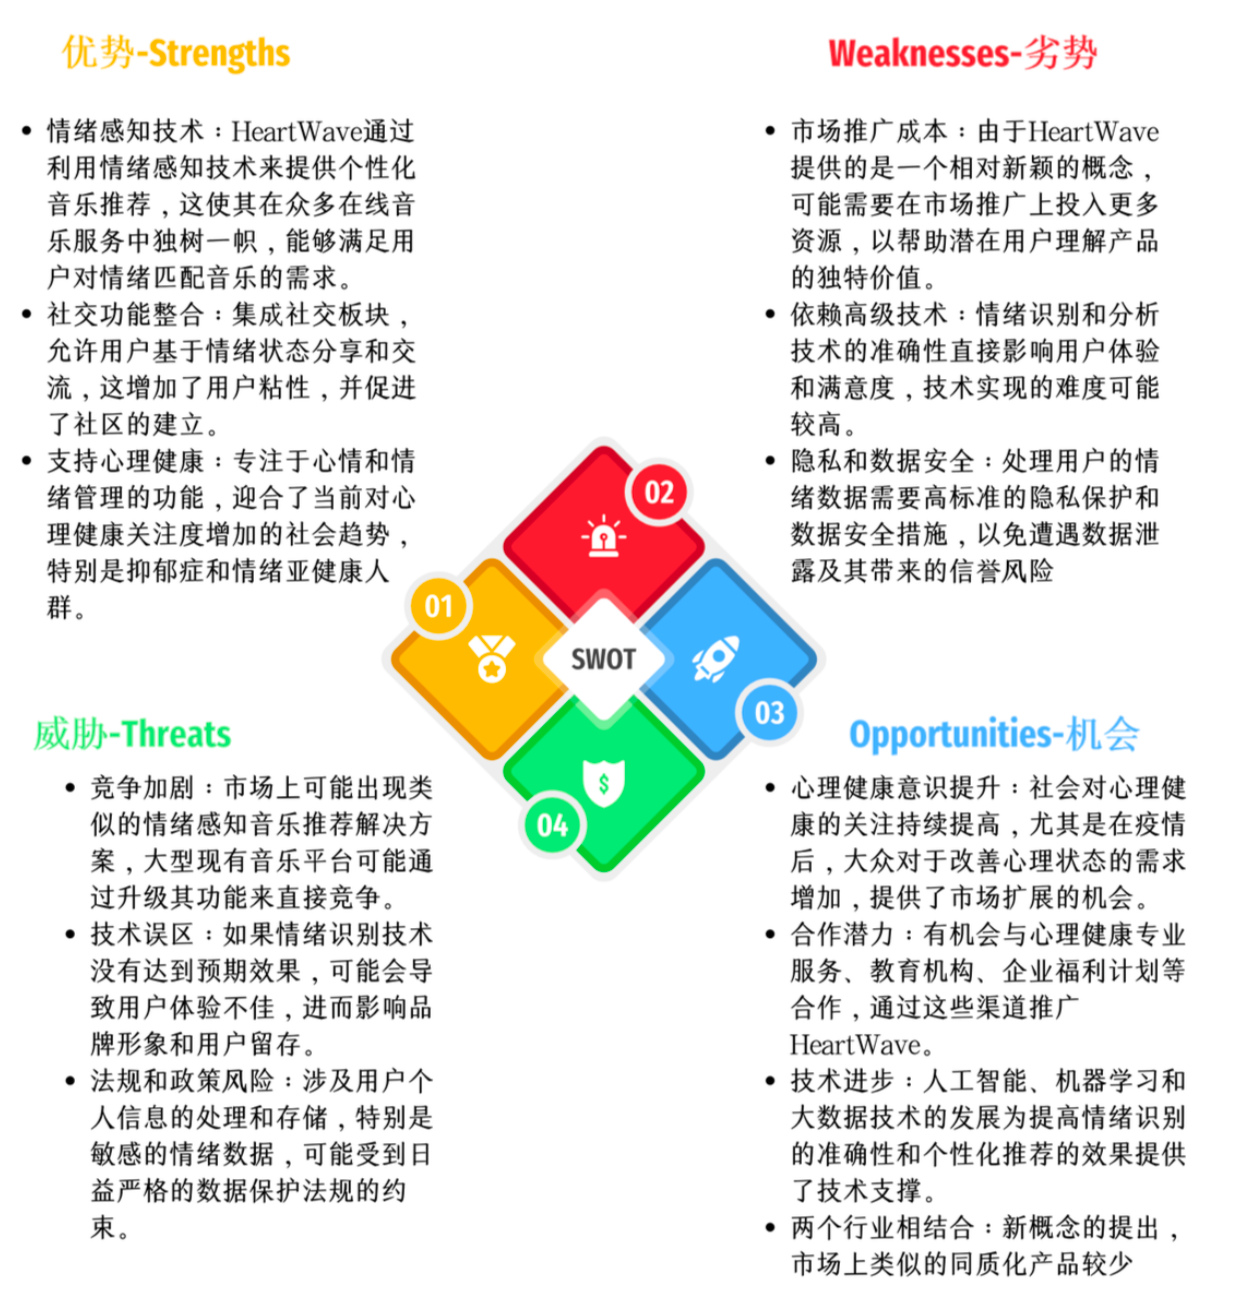 优势-Strengths
• 情绪感知技术：HeartWave通过
利用情绪感知技术来提供个性化
音乐推荐，这使其在众多在线音
乐服务中独树一帜，能够满足用
户对情绪匹配音乐的需求。
• 社交功能整合：集成社交板块，
允许用户基于情绪状态分享和交
流，这增加了用户粘性，并促进
了社区的建立。
• 支持心理健康：专注于心情和情
绪管理的功能，迎合了当前对心
理健康关注度增加的社会趋势，
特别是抑郁症和情绪亚健康人
群。
Weaknesses-劣势
• 市场推广成本：由于HeartWave
提供的是一个相对新颖的概念，
可能需要在市场推广上投入更多
资源，以帮助潜在用户理解产品
的独特价值。
• 依赖高级技术：情绪识别和分析
技术的准确性直接影响用户体验
和满意度，技术实现的难度可能
较高。
• 隐私和数据安全：处理用户的情
绪数据需要高标准的隐私保护和
数据安全措施，以免遭遇数据泄
露及其带来的信誉风险
02
01
SWOT
03
$
04
威胁-Threats
• 竞争加剧：市场上可能出现类
似的情绪感知音乐推荐解决方
案，大型现有音乐平台可能通
过升级其功能来直接竞争。
• 技术误区：如果情绪识别技术
没有达到预期效果，可能会导
致用户体验不佳，进而影响品
牌形象和用户留存。
• 法规和政策风险：涉及用户个
人信息的处理和存储，特别是
敏感的情绪数据，可能受到日
益严格的数据保护法规的约
束。
Opportunities-机会
• 心理健康意识提升：社会对心理健
康的关注持续提高，尤其是在疫情
后，大众对于改善心理状态的需求
增加，提供了市场扩展的机会。
• 合作潜力：有机会与心理健康专业
服务、教育机构、企业福利计划等
合作，通过这些渠道推广
HeartWave。
• 技术进步：人工智能、机器学习和
大数据技术的发展为提高情绪识别
的准确性和个性化推荐的效果提供
了技术支撑。
• 两个行业相结合：新概念的提出，
市场上类似的同质化产品较少